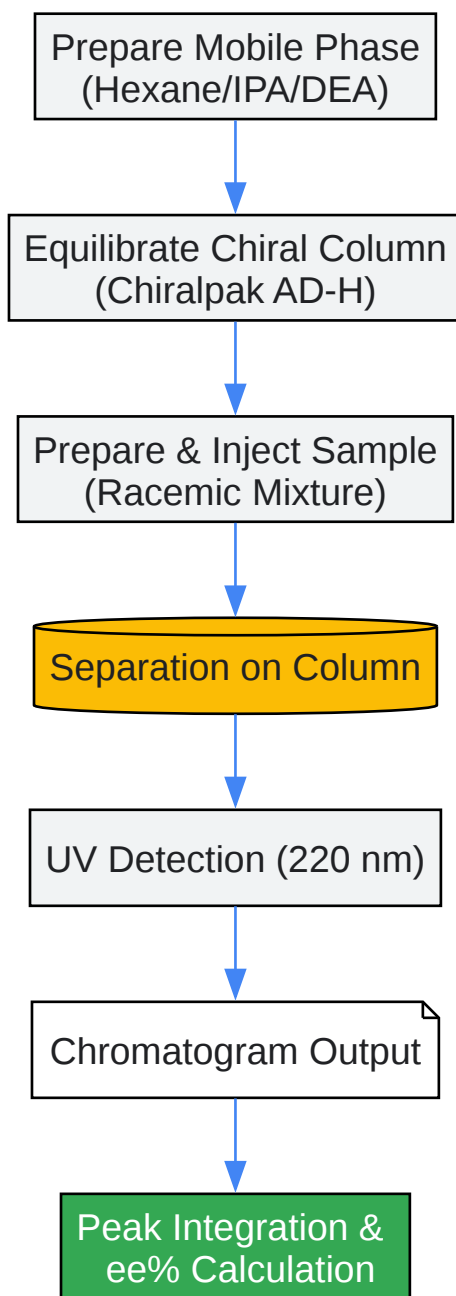 Prepare Mobile Phase
(Hexane/IPA/DEA)
Equilibrate Chiral Column
(Chiralpak AD-H)
Prepare & Inject Sample
(Racemic Mixture)
Separation on Column
UV Detection (220 nm)
Chromatogram Output
Peak Integration &
ee% Calculation